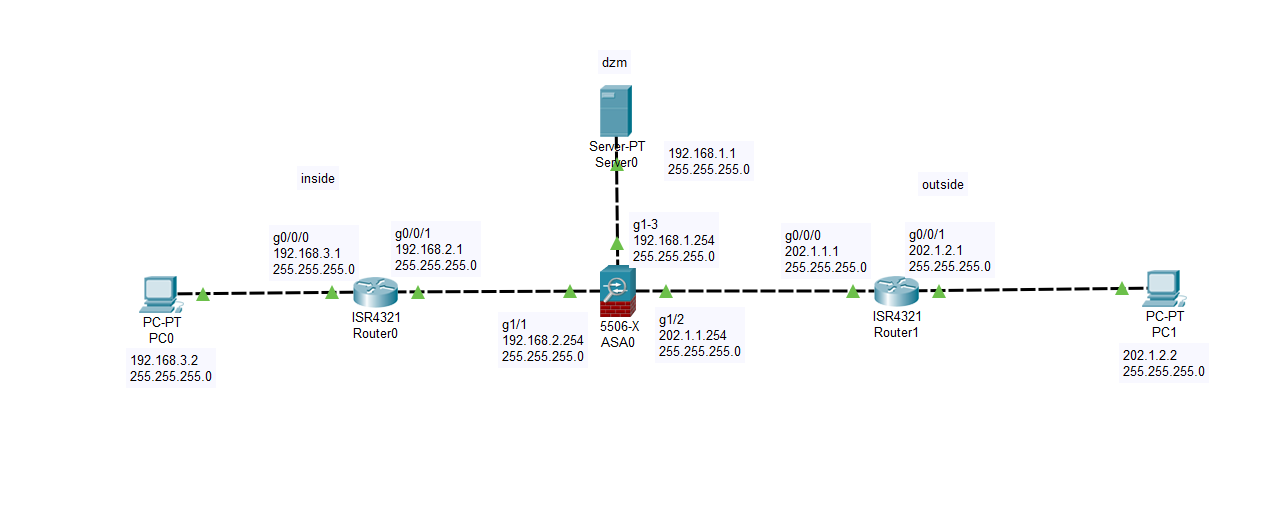 dzm
Server-PT
Server0
192.168.1.1
255.255.255.0
inside
outside
g0/0/0
192.168.3.1
255.255.255.0
g0/0/1
192.168.2.1
255.255.255.0
g1-3
192.168.1.254
255.255.255.0
g0/0/0
202.1.1.1
255.255.255.0
g0/0/1
202.1.2.1
255.255.255.0
PC-PT
PC0
192.168.3.2
255.255.255.0
ISR4321
Router0
g1/1
192.168.2.254
255.255.255.0
5506-X
ASA0
g1/2
202.1.1.254
255.255.255.0
ISR4321
Router1
PC-PT
PC1
202.1.2.2
255.255.255.0